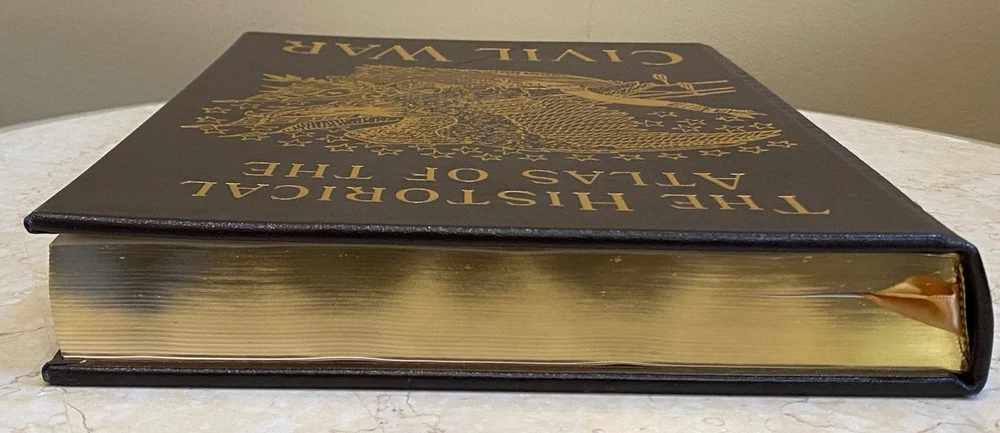 THE HISTORICAL
ATLAS OF THE
CIVIL WAR